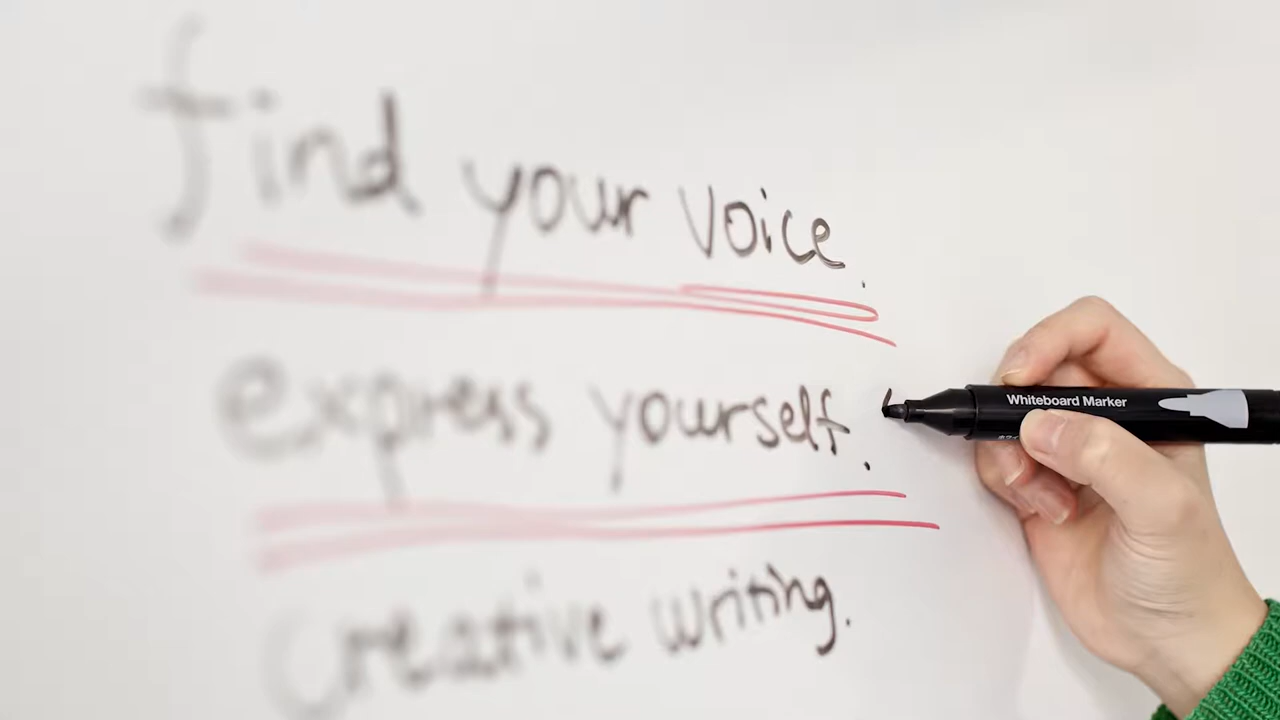 find your voice.
express yourself.
creative writing.
Whiteboard Marker